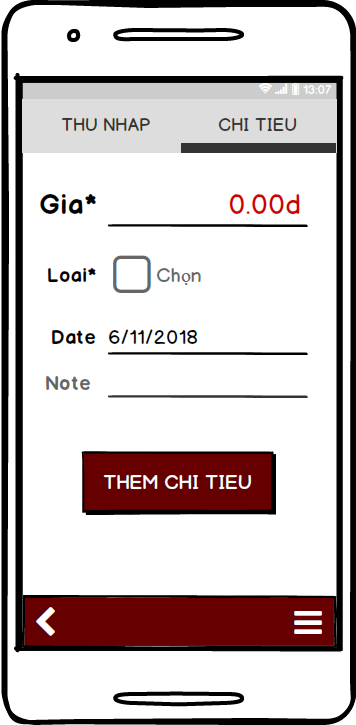 13:07
THU NHAP CHI TIEU
Gia* 0.00d
Loai* Chọn
Date 6/11/2018
Note
THEM CHI TIEU